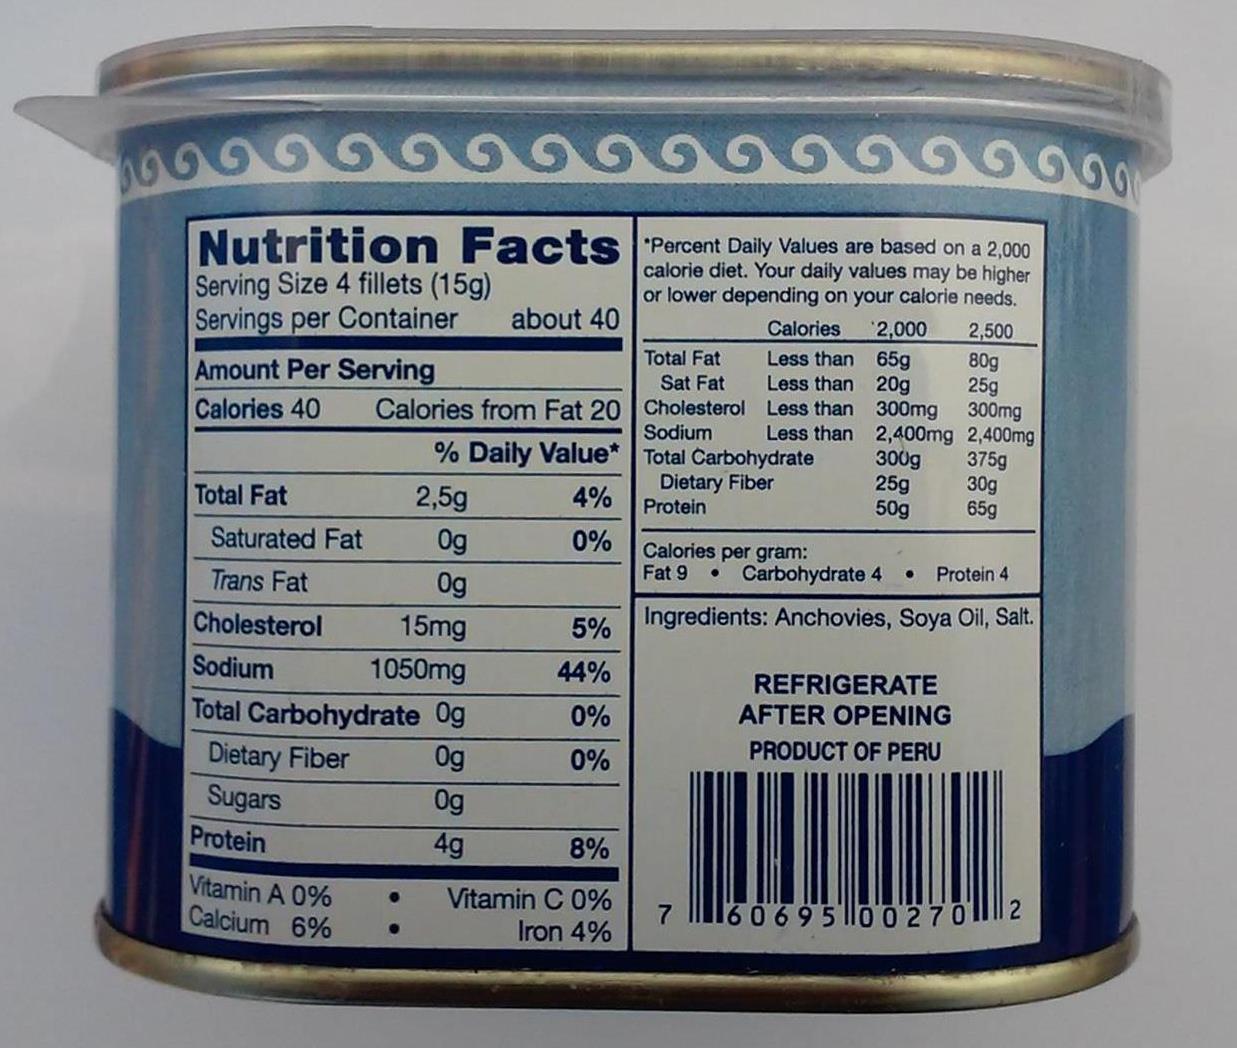 Nutrition Facts
Serving Size 4 fillets (15g)
Servings per Container about 40
Amount Per Serving
Calories 40 Calories from Fat 20
% Daily Value*
Total Fat 2,5g 4%
Saturated Fat 0g 0%
Trans Fat 0g
Cholesterol 15mg 5%
Sodium 1050mg 44%
Total Carbohydrate 0g 0%
Dietary Fiber 0g 0%
Sugars 0g
Protein 4g 8%
Vitamin A 0% • Vitamin C 0%
Calcium 6% • Iron 4%
*Percent Daily Values are based on a 2,000
calorie diet. Your daily values may be higher
or lower depending on your calorie needs.
Calories 2,000 2,500
Total Fat Less than 65g 80g
Sat Fat Less than 20g 25g
Cholesterol Less than 300mg 300mg
Sodium Less than 2,400mg 2,400mg
Total Carbohydrate 300g 375g
Dietary Fiber 25g 30g
Protein 50g 65g
Calories per gram:
Fat 9 • Carbohydrate 4 • Protein 4
Ingredients: Anchovies, Soya Oil, Salt.
REFRIGERATE
AFTER OPENING
PRODUCT OF PERU
7 60695 00270 2